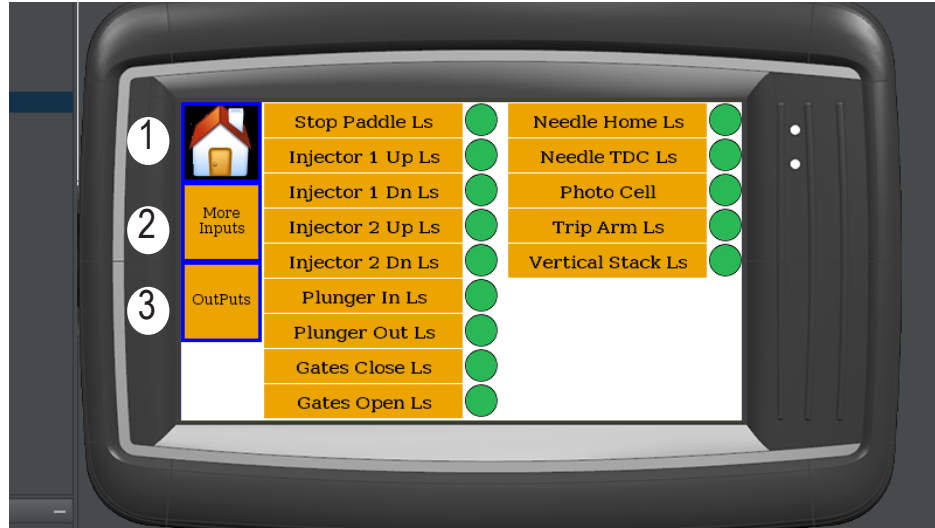 1
2
3
More
Inputs
OutPuts
Stop Paddle Ls
Injector 1 Up Ls
Injector 1 Dn Ls
Injector 2 Up Ls
Injector 2 Dn Ls
Plunger In Ls
Plunger Out Ls
Gates Close Ls
Gates Open Ls
Needle Home Ls
Needle TDC Ls
Photo Cell
Trip Arm Ls
Vertical Stack Ls